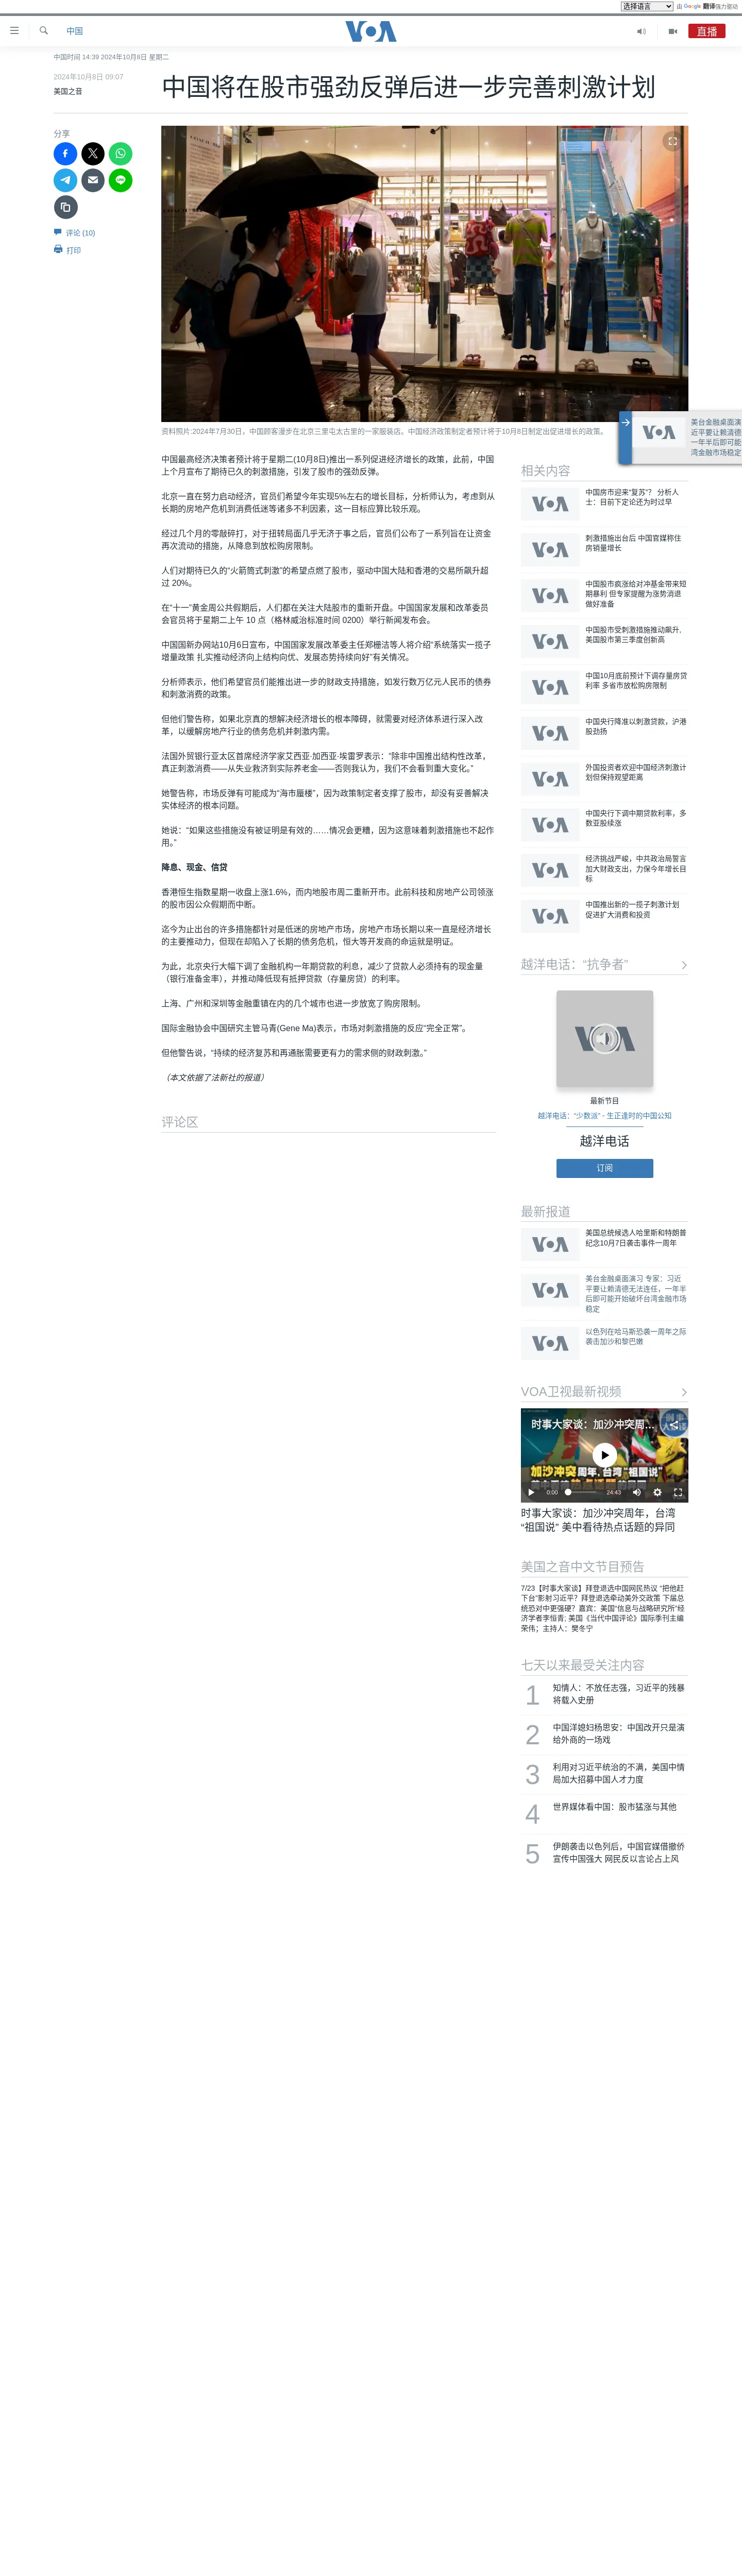 选择语言 由 Google 翻译强力驱动
中国 VOA 直播
中国时间 14:39 2024年10月8日 星期二
2024年10月8日 09:07
美国之音
中国将在股市强劲反弹后进一步完善刺激计划
分享
评论 (10)
打印
资料照片:2024年7月30日，中国顾客漫步在北京三里屯太古里的一家服装店。中国经济政策制定者预计将于10月8日制定出促进增长的政策。
中国最高经济决策者预计将于星期二(10月8日)推出一系列促进经济增长的政策，此前，中国
上个月宣布了期待已久的刺激措施，引发了股市的强劲反弹。
北京一直在努力启动经济，官员们希望今年实现5%左右的增长目标，分析师认为，考虑到从
长期的房地产危机到消费低迷等诸多不利因素，这一目标应算比较乐观。
经过几个月的零敲碎打，对于扭转局面几乎无济于事之后，官员们公布了一系列旨在让资金
再次流动的措施，从降息到放松购房限制。
人们对期待已久的“火箭筒式刺激”的希望点燃了股市，驱动中国大陆和香港的交易所飙升超
过 20%。
在“十一”黄金周公共假期后，人们都在关注大陆股市的重新开盘。中国国家发展和改革委员
会官员将于星期二上午 10 点（格林威治标准时间 0200）举行新闻发布会。
中国国新办网站10月6日宣布，中国国家发展改革委主任郑栅洁等人将介绍“系统落实一揽子
增量政策 扎实推动经济向上结构向优、发展态势持续向好”有关情况。
分析师表示，他们希望官员们能推出进一步的财政支持措施，如发行数万亿元人民币的债券
和刺激消费的政策。
但他们警告称，如果北京真的想解决经济增长的根本障碍，就需要对经济体系进行深入改
革，以缓解房地产行业的债务危机并刺激内需。
法国外贸银行亚太区首席经济学家艾西亚·加西亚·埃雷罗表示：“除非中国推出结构性改革，
真正刺激消费——从失业救济到实际养老金——否则我认为，我们不会看到重大变化。”
她警告称，市场反弹有可能成为“海市蜃楼”，因为政策制定者支撑了股市，却没有妥善解决
实体经济的根本问题。
她说：“如果这些措施没有被证明是有效的……情况会更糟，因为这意味着刺激措施也不起作
用。”
降息、现金、信贷
香港恒生指数星期一收盘上涨1.6%，而内地股市周二重新开市。此前科技和房地产公司领涨
的股市因公众假期而中断。
迄今为止出台的许多措施都针对是低迷的房地产市场，房地产市场长期以来一直是经济增长
的主要推动力，但现在却陷入了长期的债务危机，恒大等开发商的命运就是明证。
为此，北京央行大幅下调了金融机构一年期贷款的利息，减少了贷款人必须持有的现金量
（银行准备金率），并推动降低现有抵押贷款（存量房贷）的利率。
上海、广州和深圳等金融重镇在内的几个城市也进一步放宽了购房限制。
国际金融协会中国研究主管马青(Gene Ma)表示，市场对刺激措施的反应“完全正常”。
但他警告说，“持续的经济复苏和再通胀需要更有力的需求侧的财政刺激。”
（本文依据了法新社的报道）
评论区
VOA
美台金融桌面演
近平要让赖清德
一年半后即可能
湾金融市场稳定
相关内容
VOA 中国房市迎来“复苏”？ 分析人
士：目前下定论还为时过早
VOA 刺激措施出台后 中国官媒称住
房销量增长
VOA 中国股市疯涨给对冲基金带来短
期暴利 但专家提醒为涨势消退
做好准备
VOA 中国股市受刺激措施推动飙升,
美国股市第三季度创新高
VOA 中国10月底前预计下调存量房贷
利率 多省市放松购房限制
VOA 中国央行降准以刺激贷款，沪港
股劲扬
VOA 外国投资者欢迎中国经济刺激计
划但保持观望距离
VOA 中国央行下调中期贷款利率，多
数亚股续涨
VOA 经济挑战严峻，中共政治局誓言
加大财政支出，力保今年增长目
标
VOA 中国推出新的一揽子刺激计划
促进扩大消费和投资
越洋电话：“抗争者”
VOA
最新节目
越洋电话：“少数派” - 生正逢时的中国公知
越洋电话
订阅
最新报道
VOA 美国总统候选人哈里斯和特朗普
纪念10月7日袭击事件一周年
VOA 美台金融桌面演习 专家：习近
平要让赖清德无法连任，一年半
后即可能开始破坏台湾金融市场
稳定
VOA 以色列在哈马斯恐袭一周年之际
袭击加沙和黎巴嫩
VOA卫视最新视频
时事大家谈：加沙冲突周…
加沙冲突周年，台湾“祖国说”
美中看待热点话题的异同
0:00 24:43
时事大家谈：加沙冲突周年，台湾
“祖国说” 美中看待热点话题的异同
美国之音中文节目预告
7/23【时事大家谈】拜登退选中国网民热议 “把他赶
下台”影射习近平？拜登退选牵动美外交政策 下届总
统恐对中更强硬？嘉宾：美国“信息与战略研究所”经
济学者李恒青; 美国《当代中国评论》国际季刊主编
荣伟；主持人：樊冬宁
七天以来最受关注内容
1 知情人：不放任志强，习近平的残暴
将载入史册
2 中国洋媳妇杨思安：中国改开只是演
给外商的一场戏
3 利用对习近平统治的不满，美国中情
局加大招募中国人才力度
4 世界媒体看中国：股市猛涨与其他
5 伊朗袭击以色列后，中国官媒借撤侨
宣传中国强大 网民反以言论占上风